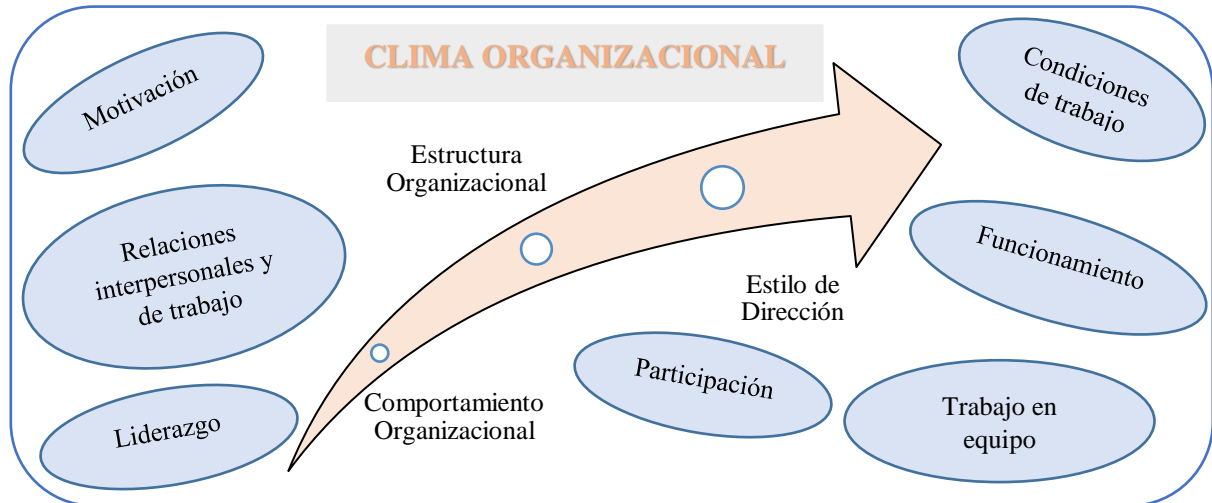 CLIMA ORGANIZACIONAL
Motivación
Relaciones
interpersonales y
de trabajo
Liderazgo
Estructura
Organizacional
Comportamiento
Organizacional
Estilo de
Dirección
Participación
Condiciones
de trabajo
Funcionamiento
Trabajo en
equipo